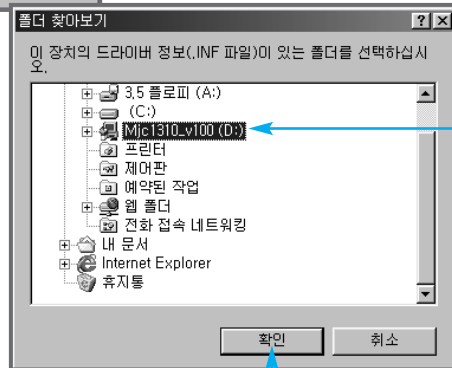 폴더 찾아보기
이 장치의 드라이버 정보(.INF 파일)이 있는 폴더를 선택하십시
오.
3.5 플로피 (A:)
(C:)
Mjc1310_v100 (D:)
프린터
제어판
예약된 작업
웹 폴더
전화 접속 네트워킹
내 문서
Internet Explorer
휴지통
확인
취소